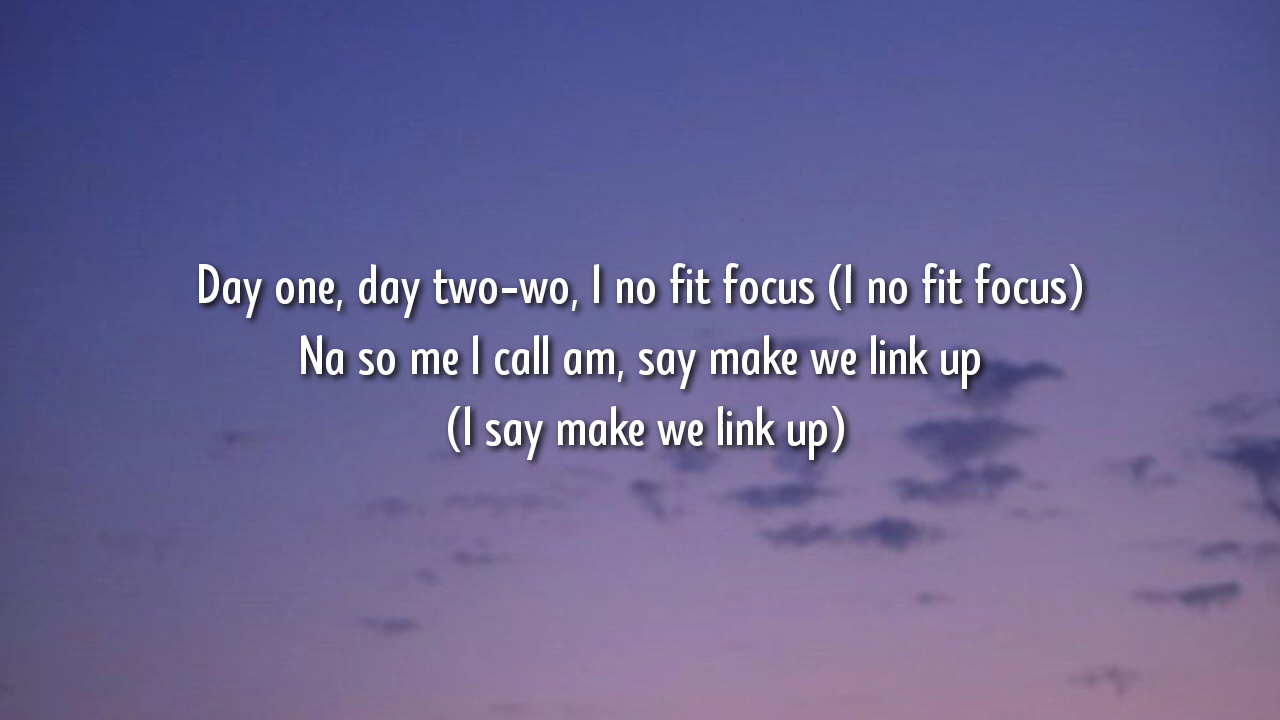 Day one, day two-wo, I no fit focus (I no fit focus)
Na so me I call am, say make we link up
(I say make we link up)